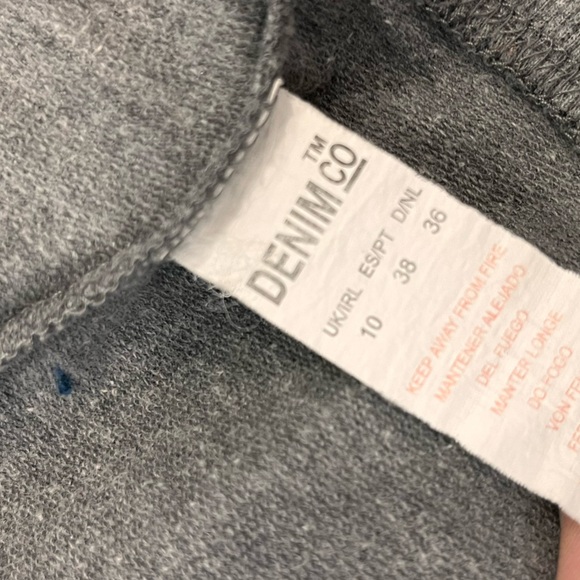 DENIM CO™
UK/IRL ES/PT D/NL
10 38 36
KEEP AWAY FROM FIRE
MANTENER ALEJADO
DEL FUEGO
MANTER LONGE
DO FOGO